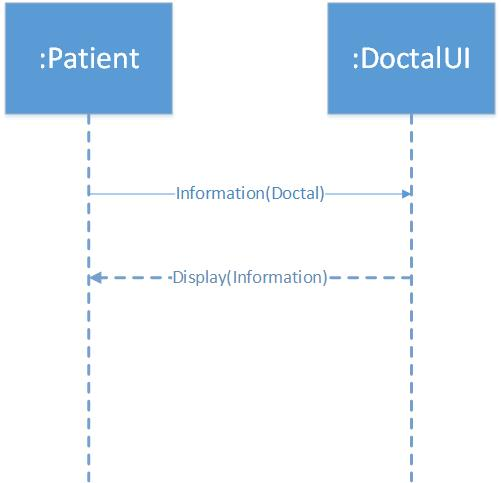 :Patient
:DoctalUI
Information(Doctal)
Display(Information)